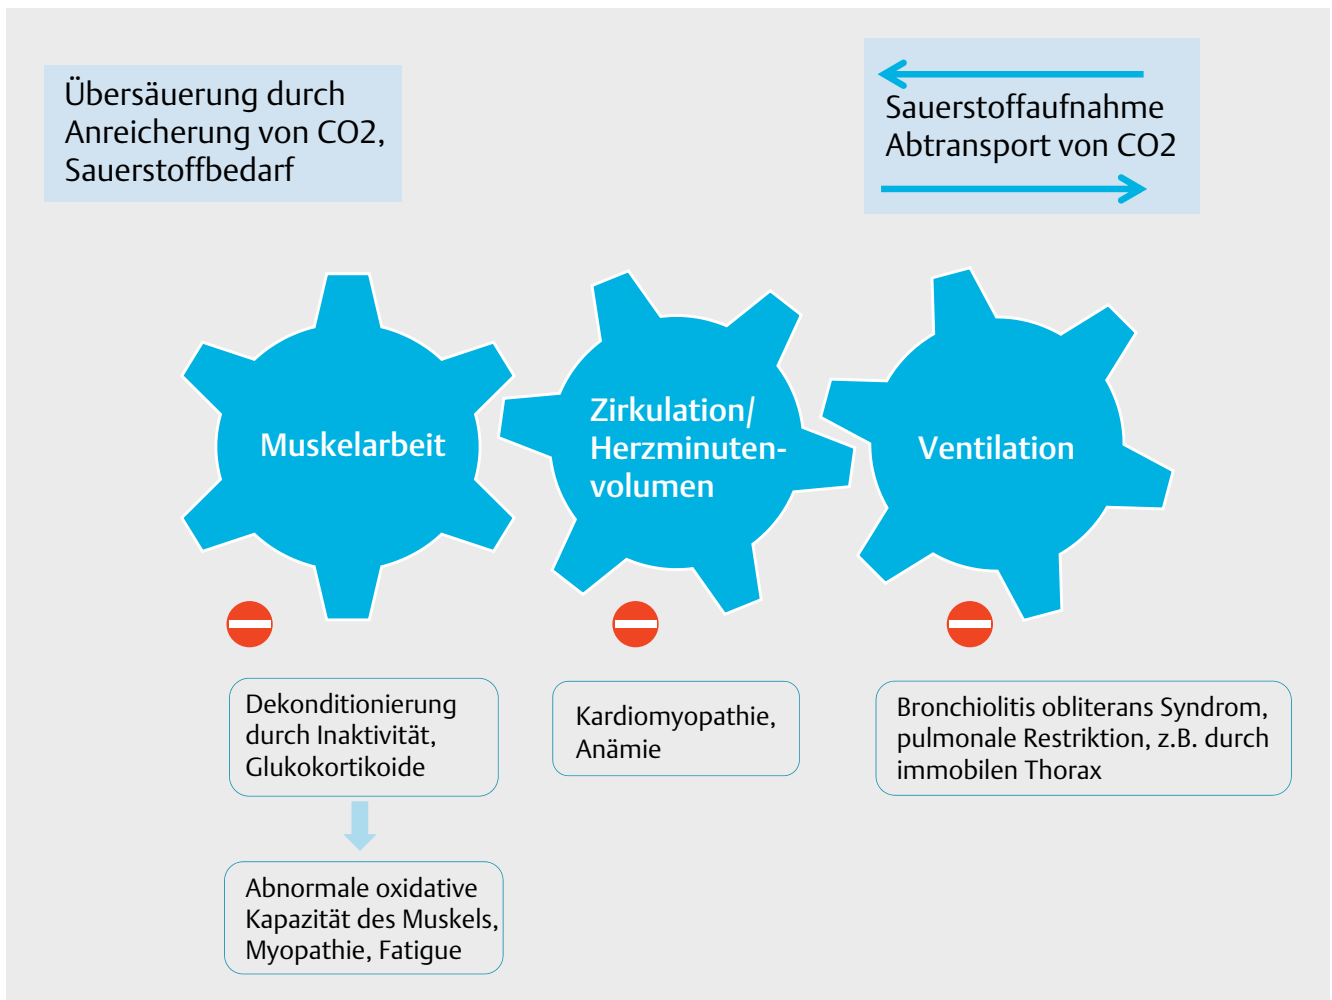 Übersäuerung durch
Anreicherung von CO2,
Sauerstoffbedarf
Sauerstoffaufnahme
Abtransport von CO2
Muskelarbeit
Zirkulation/
Herzminuten-
volumen
Ventilation
Dekonditionierung
durch Inaktivität,
Glukokortikoide
Kardiomyopathie,
Anämie
Bronchiolitis obliterans Syndrom,
pulmonale Restriktion, z.B. durch
immobilen Thorax
Abnormale oxidative
Kapazität des Muskels,
Myopathie, Fatigue